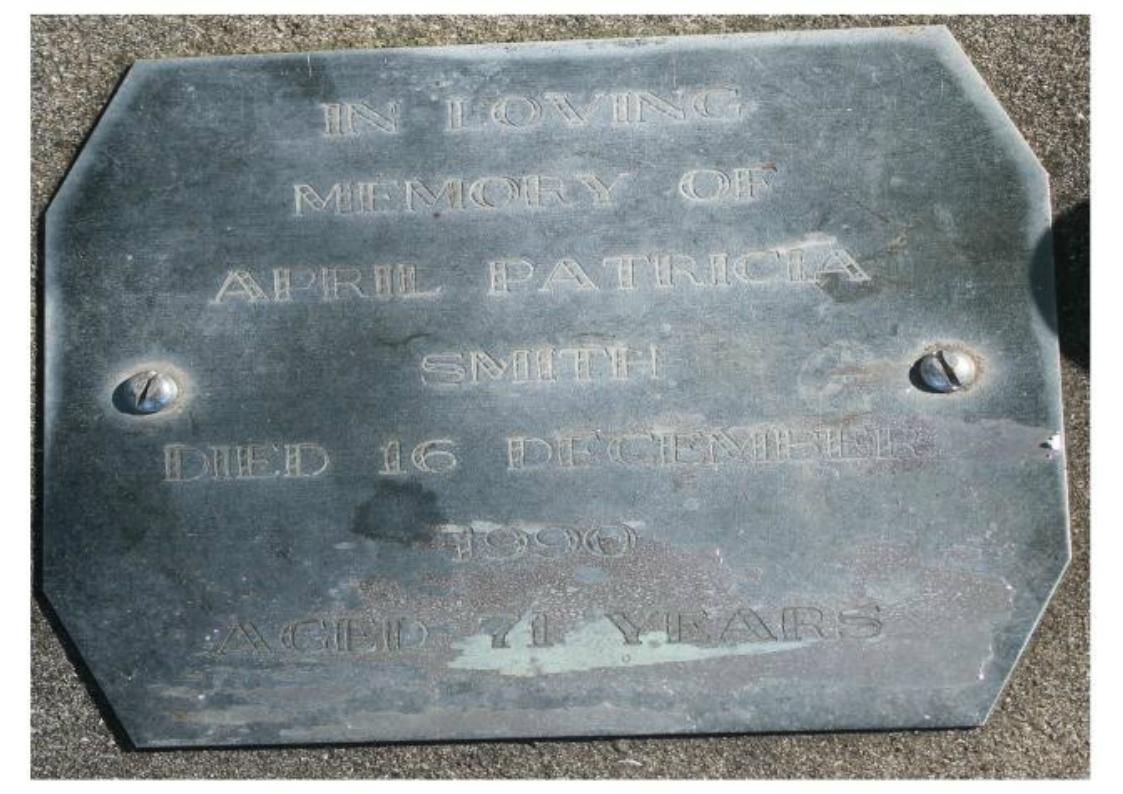 IN LOVING
MEMORY OF
APRIL PATRICIA
SMITH
DIED 16 DECEMBER
1990
AGED 71 YEARS